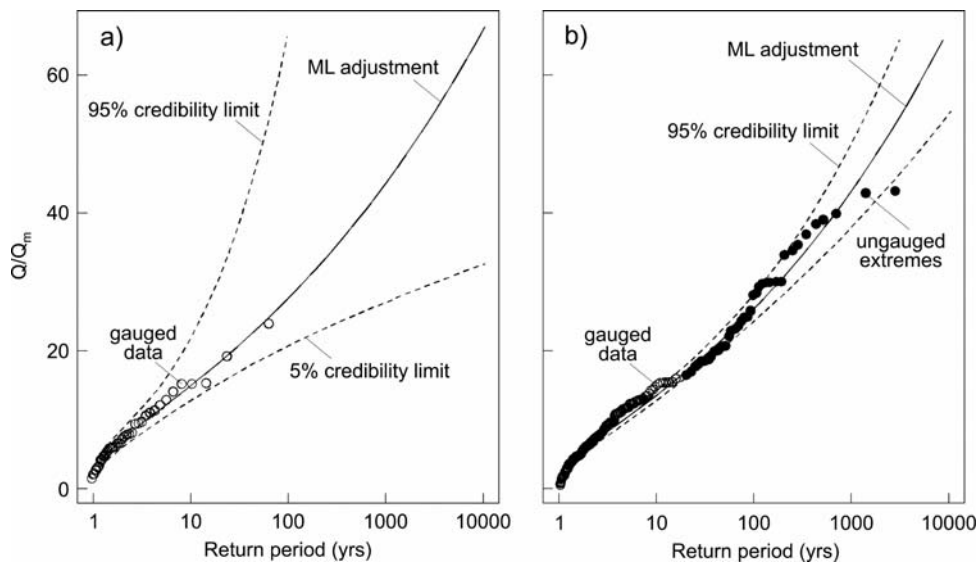 a)
60
40
20
0
Q/Qm
95% credibility limit
ML adjustment
gauged
data
5% credibility limit
1
10
100
1000
10000
Return period (yrs)
b)
ML adjustment
95% credibility limit
ungauged
extremes
gauged
data
1
10
100
1000
10000
Return period (yrs)